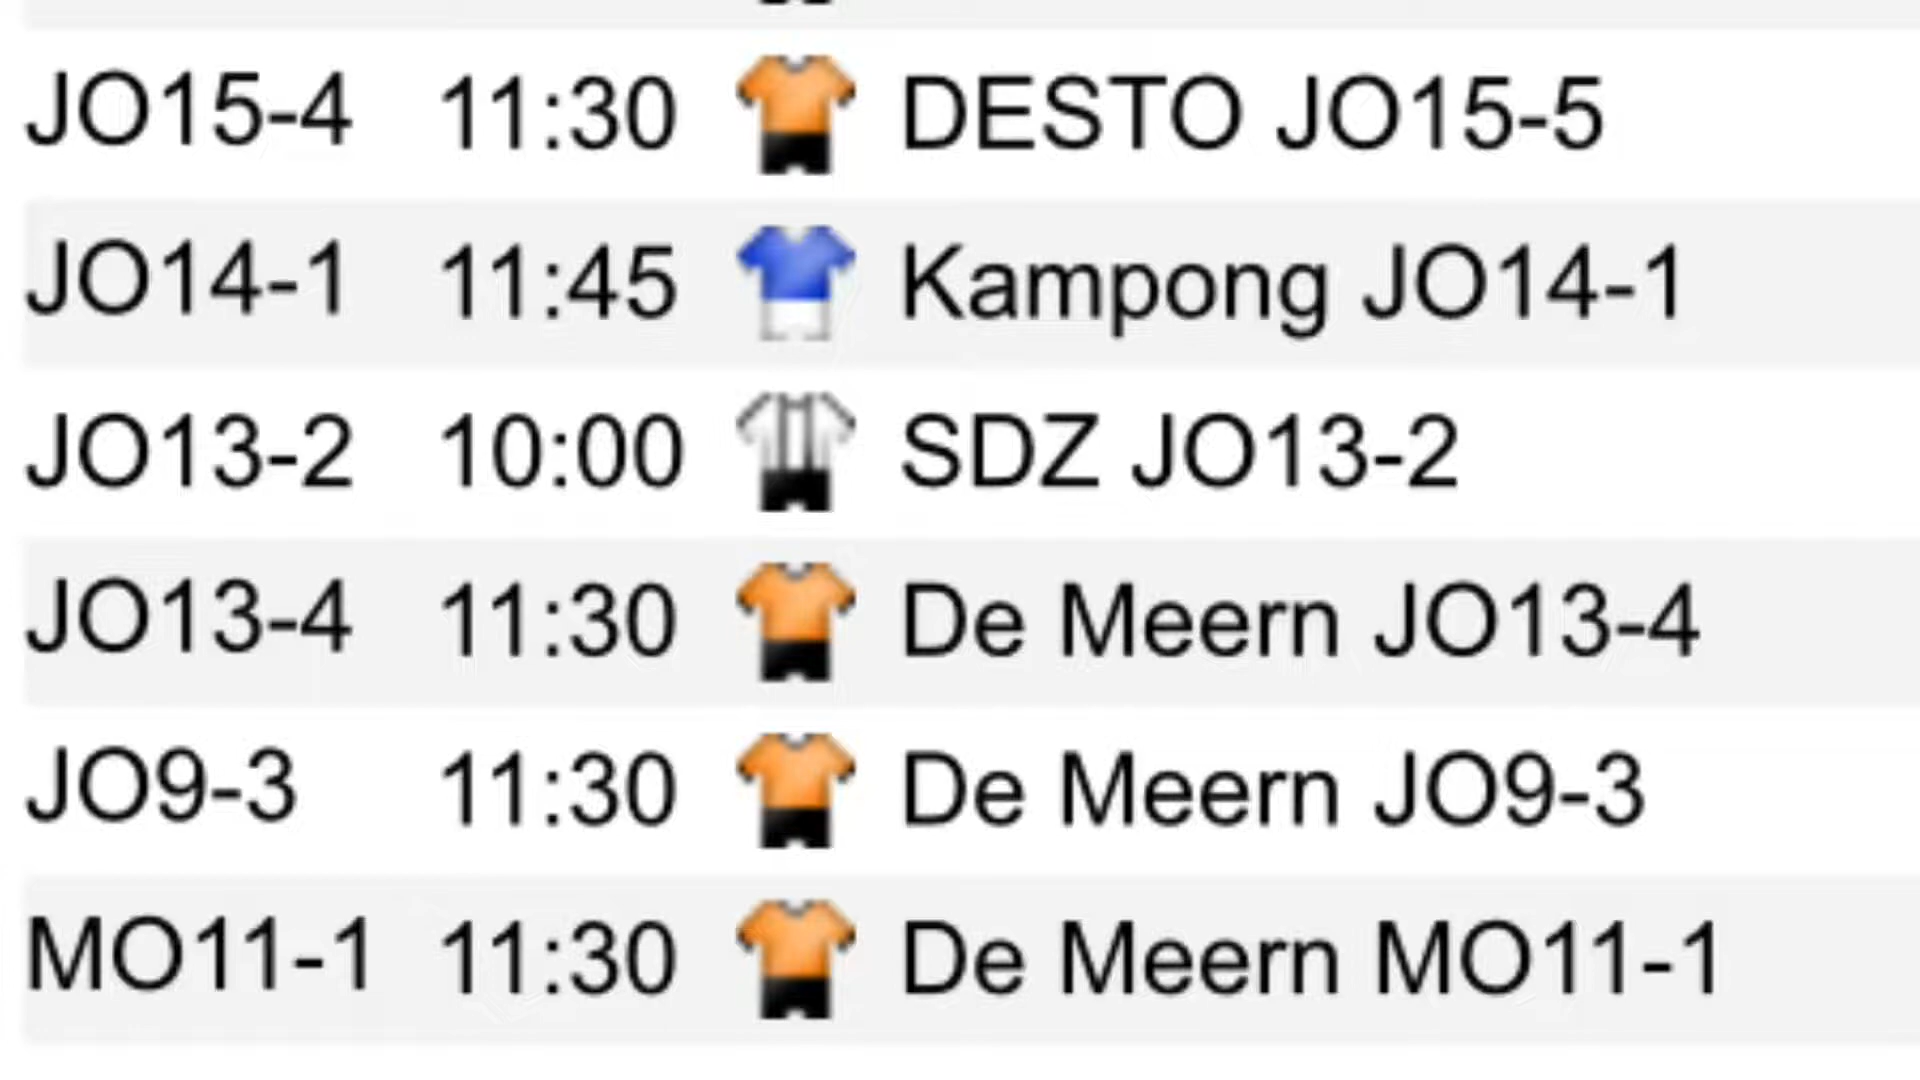 JO15-4 11:30 DESTO JO15-5
JO14-1 11:45 Kampong JO14-1
JO13-2 10:00 SDZ JO13-2
JO13-4 11:30 De Meern JO13-4
JO9-3 11:30 De Meern JO9-3
MO11-1 11:30 De Meern MO11-1